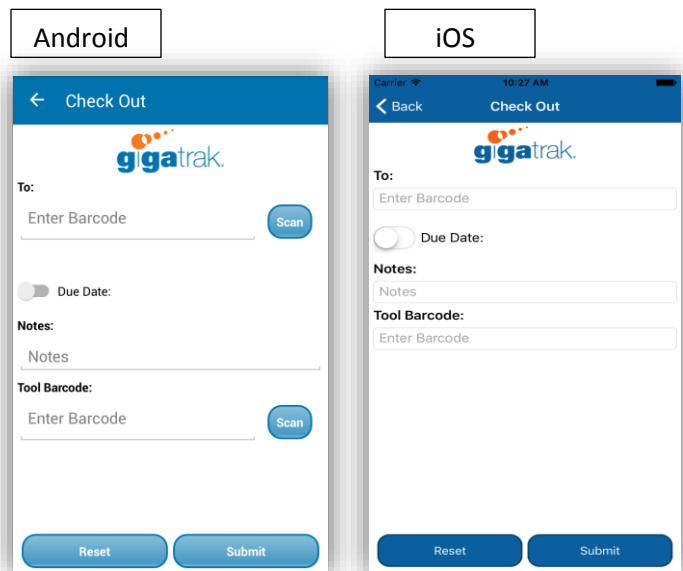 Android
Check Out
gigatrak.
To:
Enter Barcode
Scan
Due Date:
Notes:
Notes
Tool Barcode:
Enter Barcode
Scan
Reset
Submit
iOS
Carrier
10:27 AM
Back
Check Out
gigatrak.
To:
Enter Barcode
Due Date:
Notes:
Notes
Tool Barcode:
Enter Barcode
Reset
Submit